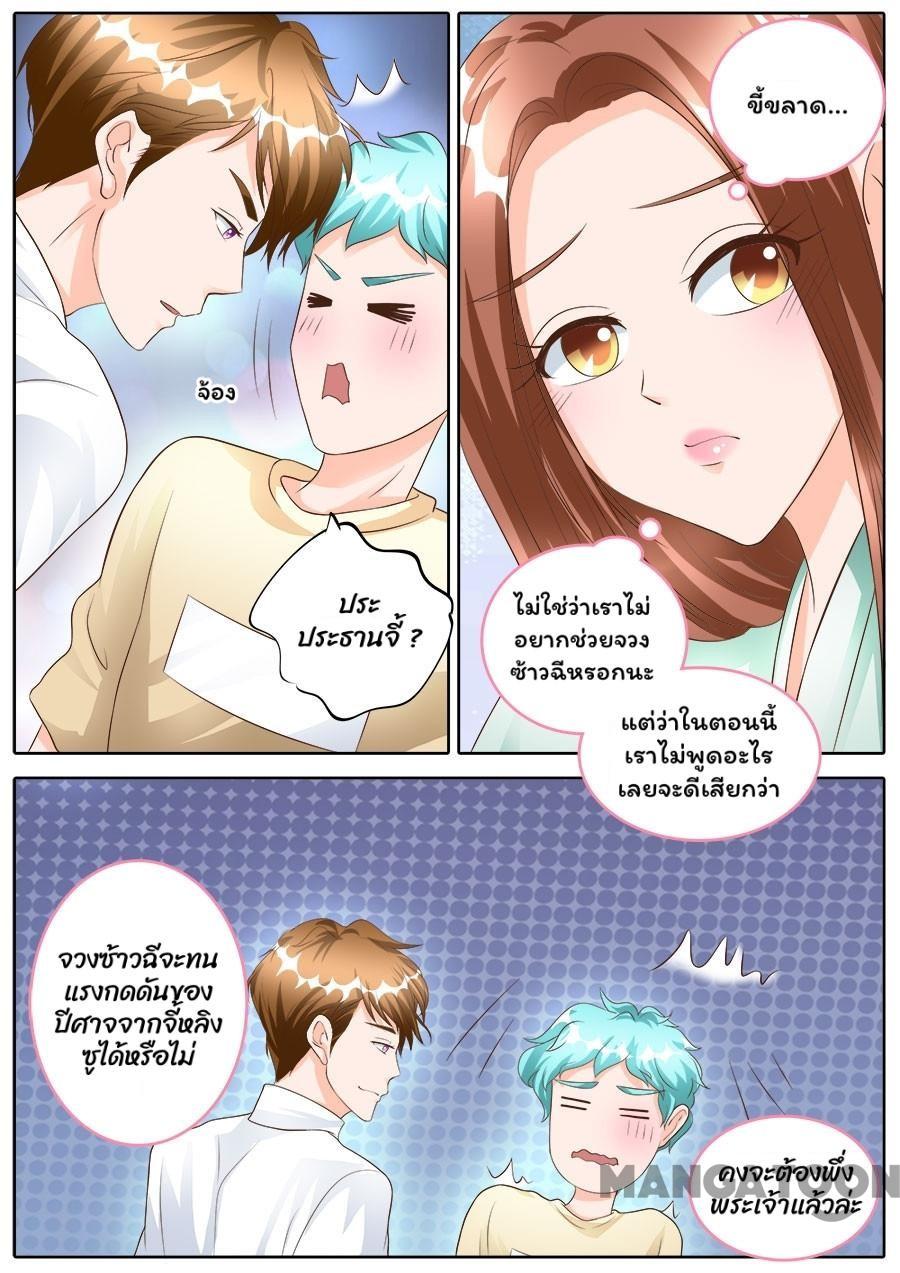 จ้อง
ประ
ประธานจี้ ?
ขี้ขลาด...
ไม่ใช่ว่าเราไม่
อยากช่วยจวง
ซ้าวฉีหรอกนะ
แต่ว่าในตอนนี้
เราไม่พูดอะไร
เลยจะดีเสียกว่า
จวงซ้าวฉีจะทน
แรงกดดันของ
ปีศาจจากจี้หลิง
ซูได้หรือไม่
คงจะต้องพึ่ง
พระเจ้าแล้วล่ะ
MANGATOON